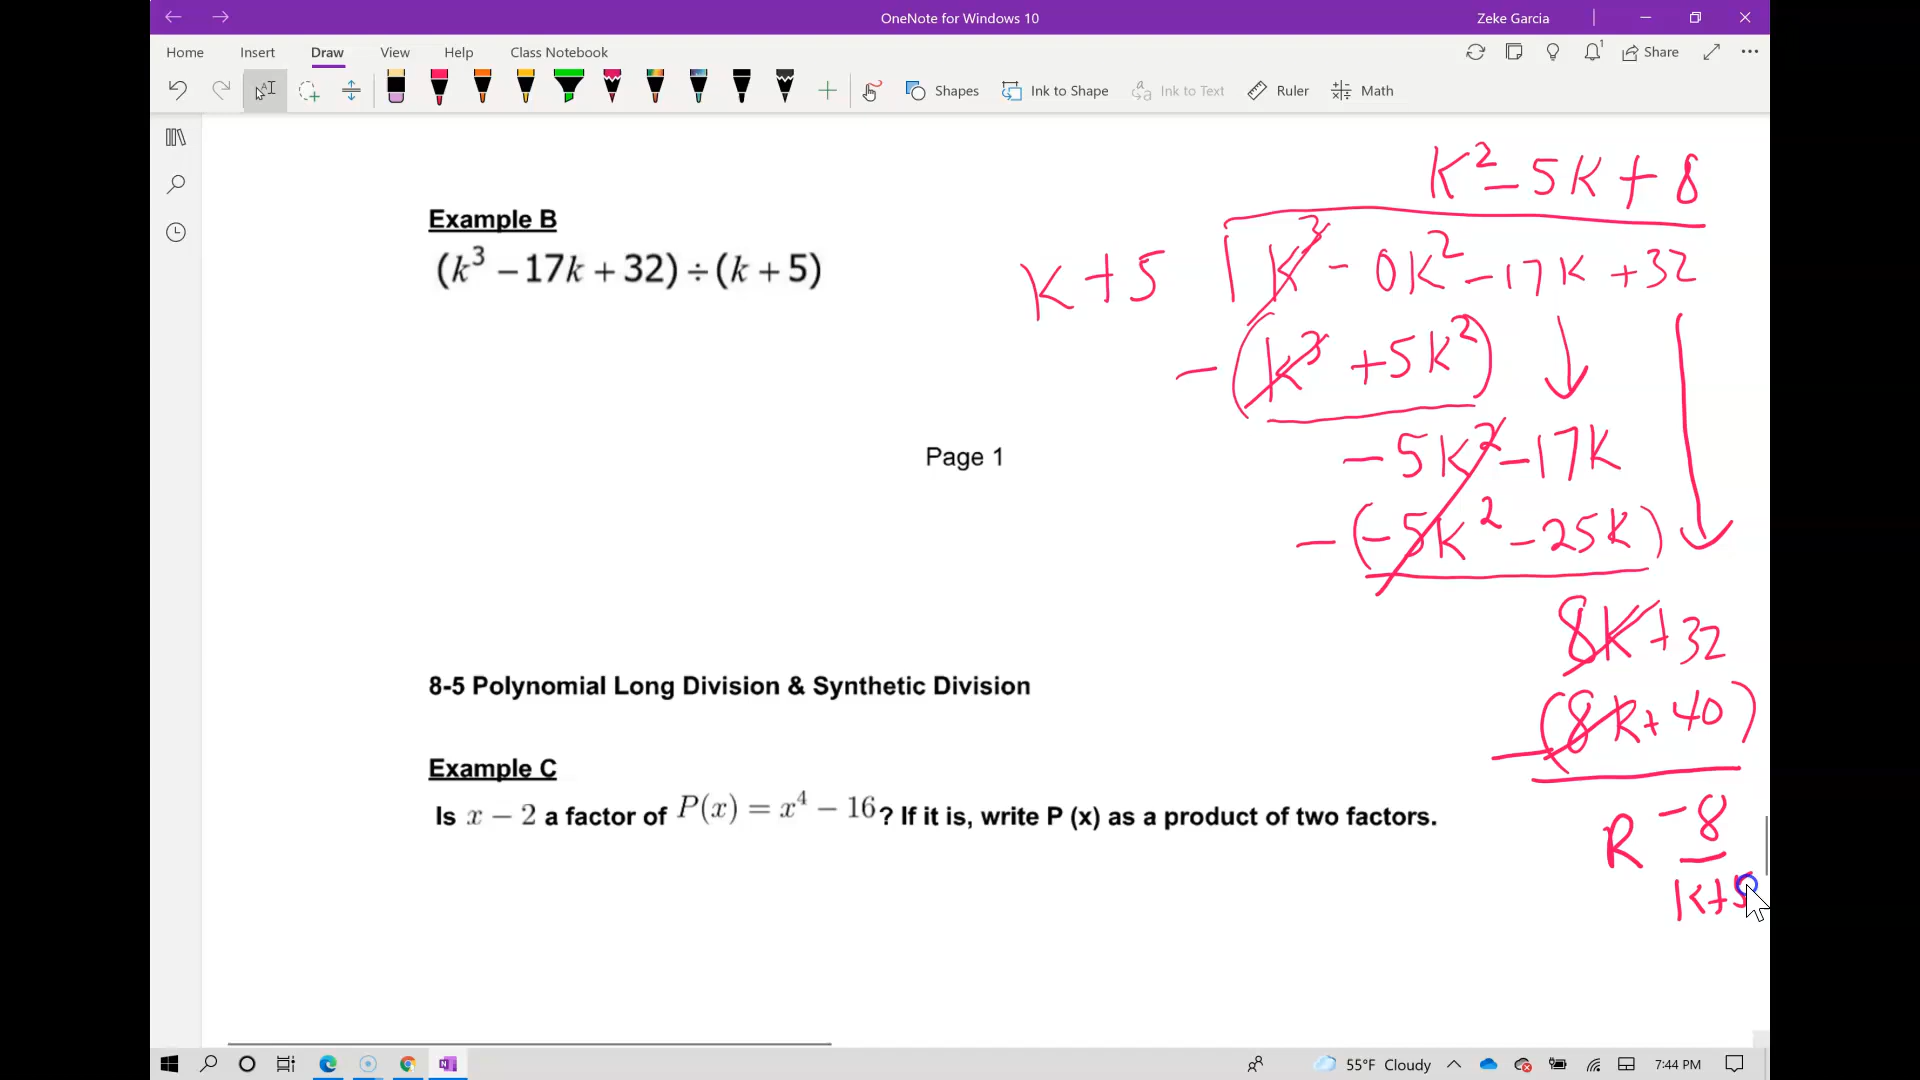 OneNote for Windows 10
Zeke Garcia
Home Insert Draw View Help Class Notebook
1
Share
Shapes Ink to Shape Ink to Text Ruler Math
K² - 5K + 8
Example B
(k³ − 17k + 32) ÷ (k + 5)
K + 5 K³ - 0K² - 17K + 32
- (K³ + 5K²)
Page 1
- 5K² - 17K
- (-5K² - 25K)
8K + 32
- (8K + 40)
8-5 Polynomial Long Division & Synthetic Division
Example C
Is x − 2 a factor of P(x) = x⁴ − 16? If it is, write P (x) as a product of two factors.
R -8
K+5
55°F Cloudy
7:44 PM